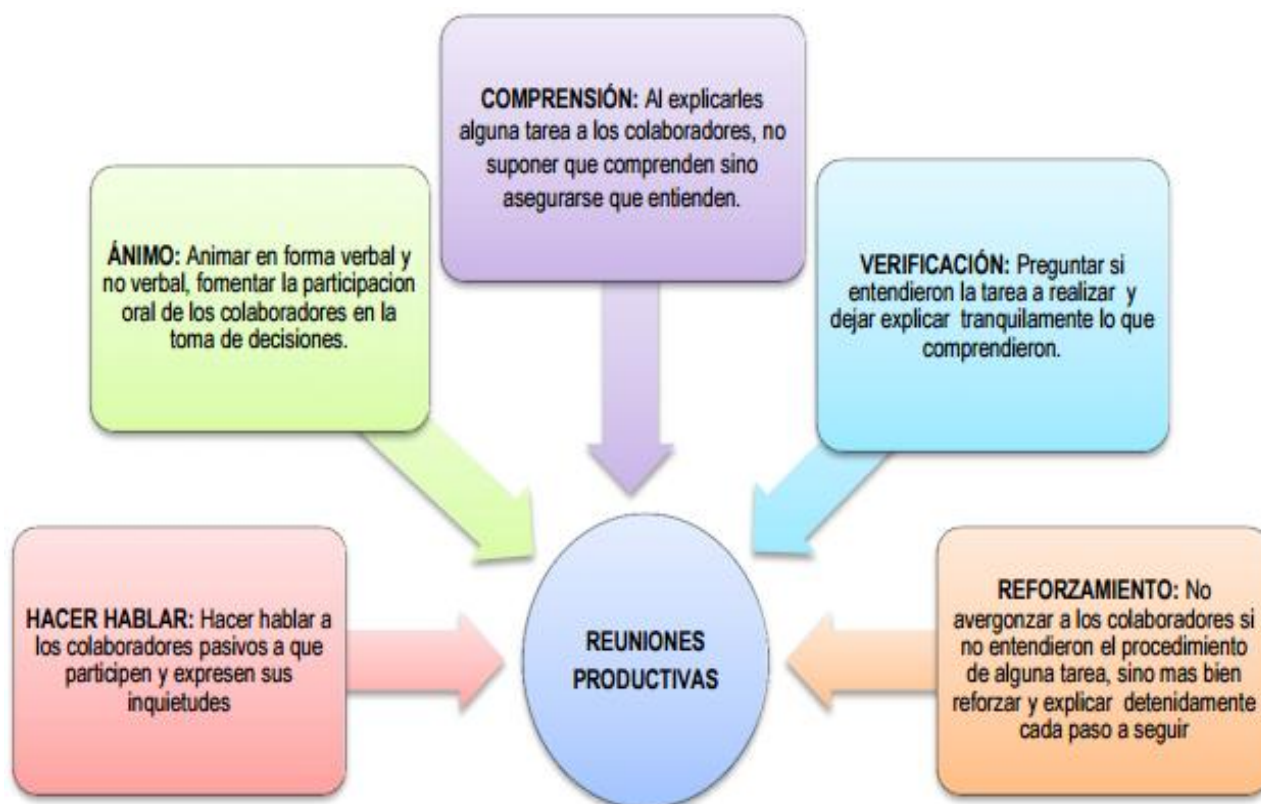 COMPRENSIÓN: Al explicarles
alguna tarea a los colaboradores, no
suponer que comprenden sino
asegurarse que entienden.
ÁNIMO: Animar en forma verbal y
no verbal, fomentar la participacion
oral de los colaboradores en la
toma de decisiones.
VERIFICACIÓN: Preguntar si
entendieron la tarea a realizar y
dejar explicar tranquilamente lo que
comprendieron.
HACER HABLAR: Hacer hablar a
los colaboradores pasivos a que
participen y expresen sus
inquietudes
REUNIONES
PRODUCTIVAS
REFORZAMIENTO: No
avergonzar a los colaboradores si
no entendieron el procedimiento
de alguna tarea, sino mas bien
reforzar y explicar detenidamente
cada paso a seguir